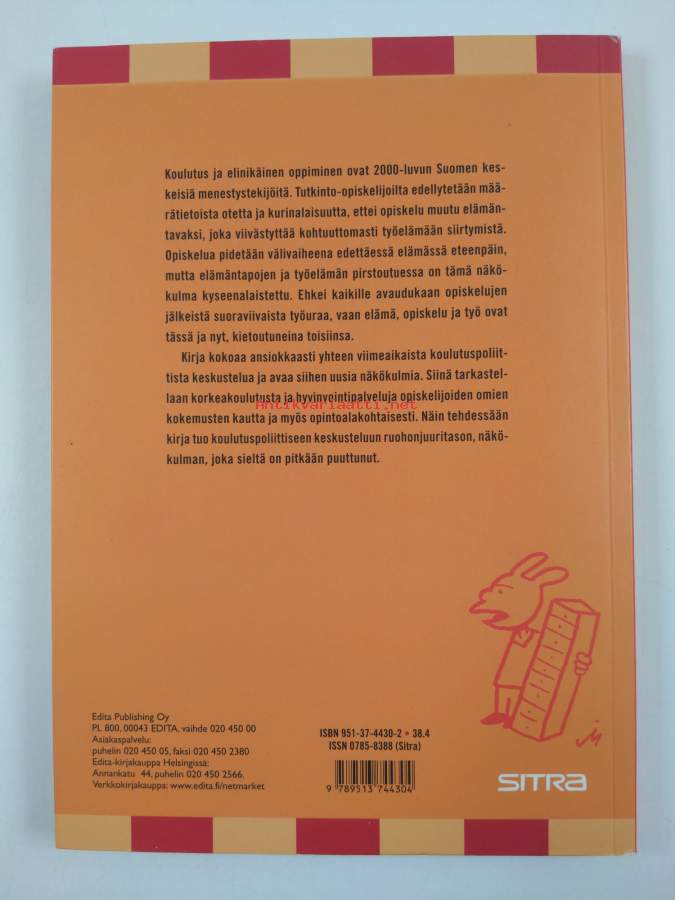 Koulutus ja elinikäinen oppiminen ovat 2000-luvun Suomen kes-
keisiä menestystekijöitä. Tutkinto-opiskelijoilta edellytetään mää-
rätietoista otetta ja kurinalaisuutta, ettei opiskelu muutu elämän-
tavaksi, joka viivästyttää kohtuuttomasti työelämään siirtymistä.
Opiskelua pidetään välivaiheena edettäessä elämässä eteenpäin,
mutta elämäntapojen ja työelämän pirstoutuessa on tämä näkö-
kulma kyseenalaistettu. Ehkei kaikille avaudukaan opiskelujen
jälkeistä suoraviivaista työuraa, vaan elämä, opiskelu ja työ ovat
tässä ja nyt, kietoutuneina toisiinsa.
Kirja kokoaa ansiokkaasti yhteen viimeaikaista koulutuspoliit-
tista keskustelua ja avaa siihen uusia näkökulmia. Siinä tarkastel-
laan korkeakoulutusta ja hyvinvointipalveluja opiskelijoiden omien
Antikvariaatti.net
kokemusten kautta ja myös opintoalakohtaisesti. Näin tehdessään
kirja tuo koulutuspoliittiseen keskusteluun ruohonjuuritason, näkö-
kulman, joka sieltä on pitkään puuttunut.
Edita Publishing Oy
PL 800, 00043 EDITA, vaihde 020 450 00
Asiakaspalvelu:
puhelin 020 450 05, faksi 020 450 2380
Edita-kirjakauppa Helsingissä:
Annankatu 44, puhelin 020 450 2566.
Verkkokirjakauppa: www.edita.fi/netmarket
ISBN 951-37-4430-2 * 38.4
ISSN 0785-8388 (Sitra)
9 789513 744304
SITRA